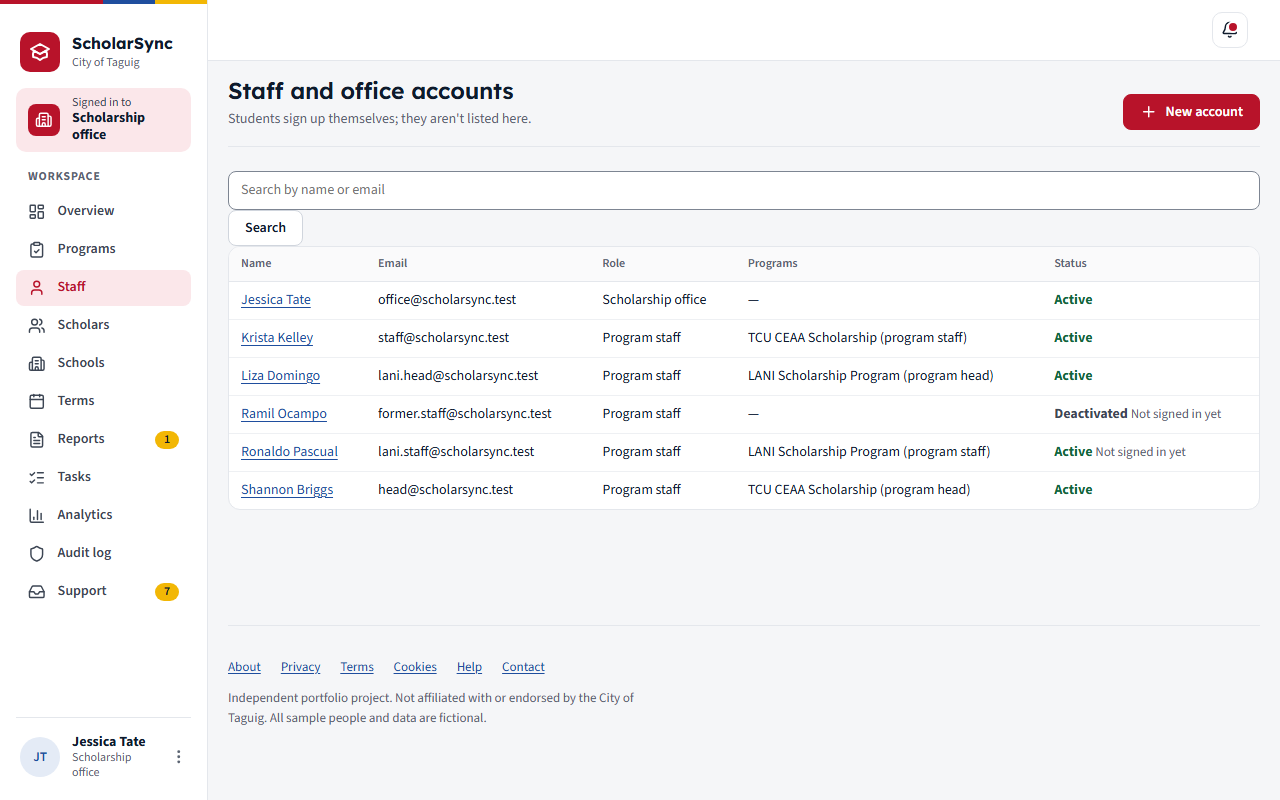 ScholarSync
City of Taguig
Signed in to
Scholarship
office
WORKSPACE
Overview
Programs
Staff
Scholars
Schools
Terms
Reports 1
Tasks
Analytics
Audit log
Support 7
JT
Jessica Tate
Scholarship
office
Staff and office accounts
Students sign up themselves; they aren't listed here.
New account
Search by name or email
Search
Name Email Role Programs Status
Jessica Tate office@scholarsync.test Scholarship office — Active
Krista Kelley staff@scholarsync.test Program staff TCU CEAA Scholarship (program staff) Active
Liza Domingo lani.head@scholarsync.test Program staff LANI Scholarship Program (program head) Active
Ramil Ocampo former.staff@scholarsync.test Program staff — Deactivated Not signed in yet
Ronaldo Pascual lani.staff@scholarsync.test Program staff LANI Scholarship Program (program staff) Active Not signed in yet
Shannon Briggs head@scholarsync.test Program staff TCU CEAA Scholarship (program head) Active
About Privacy Terms Cookies Help Contact
Independent portfolio project. Not affiliated with or endorsed by the City of
Taguig. All sample people and data are fictional.